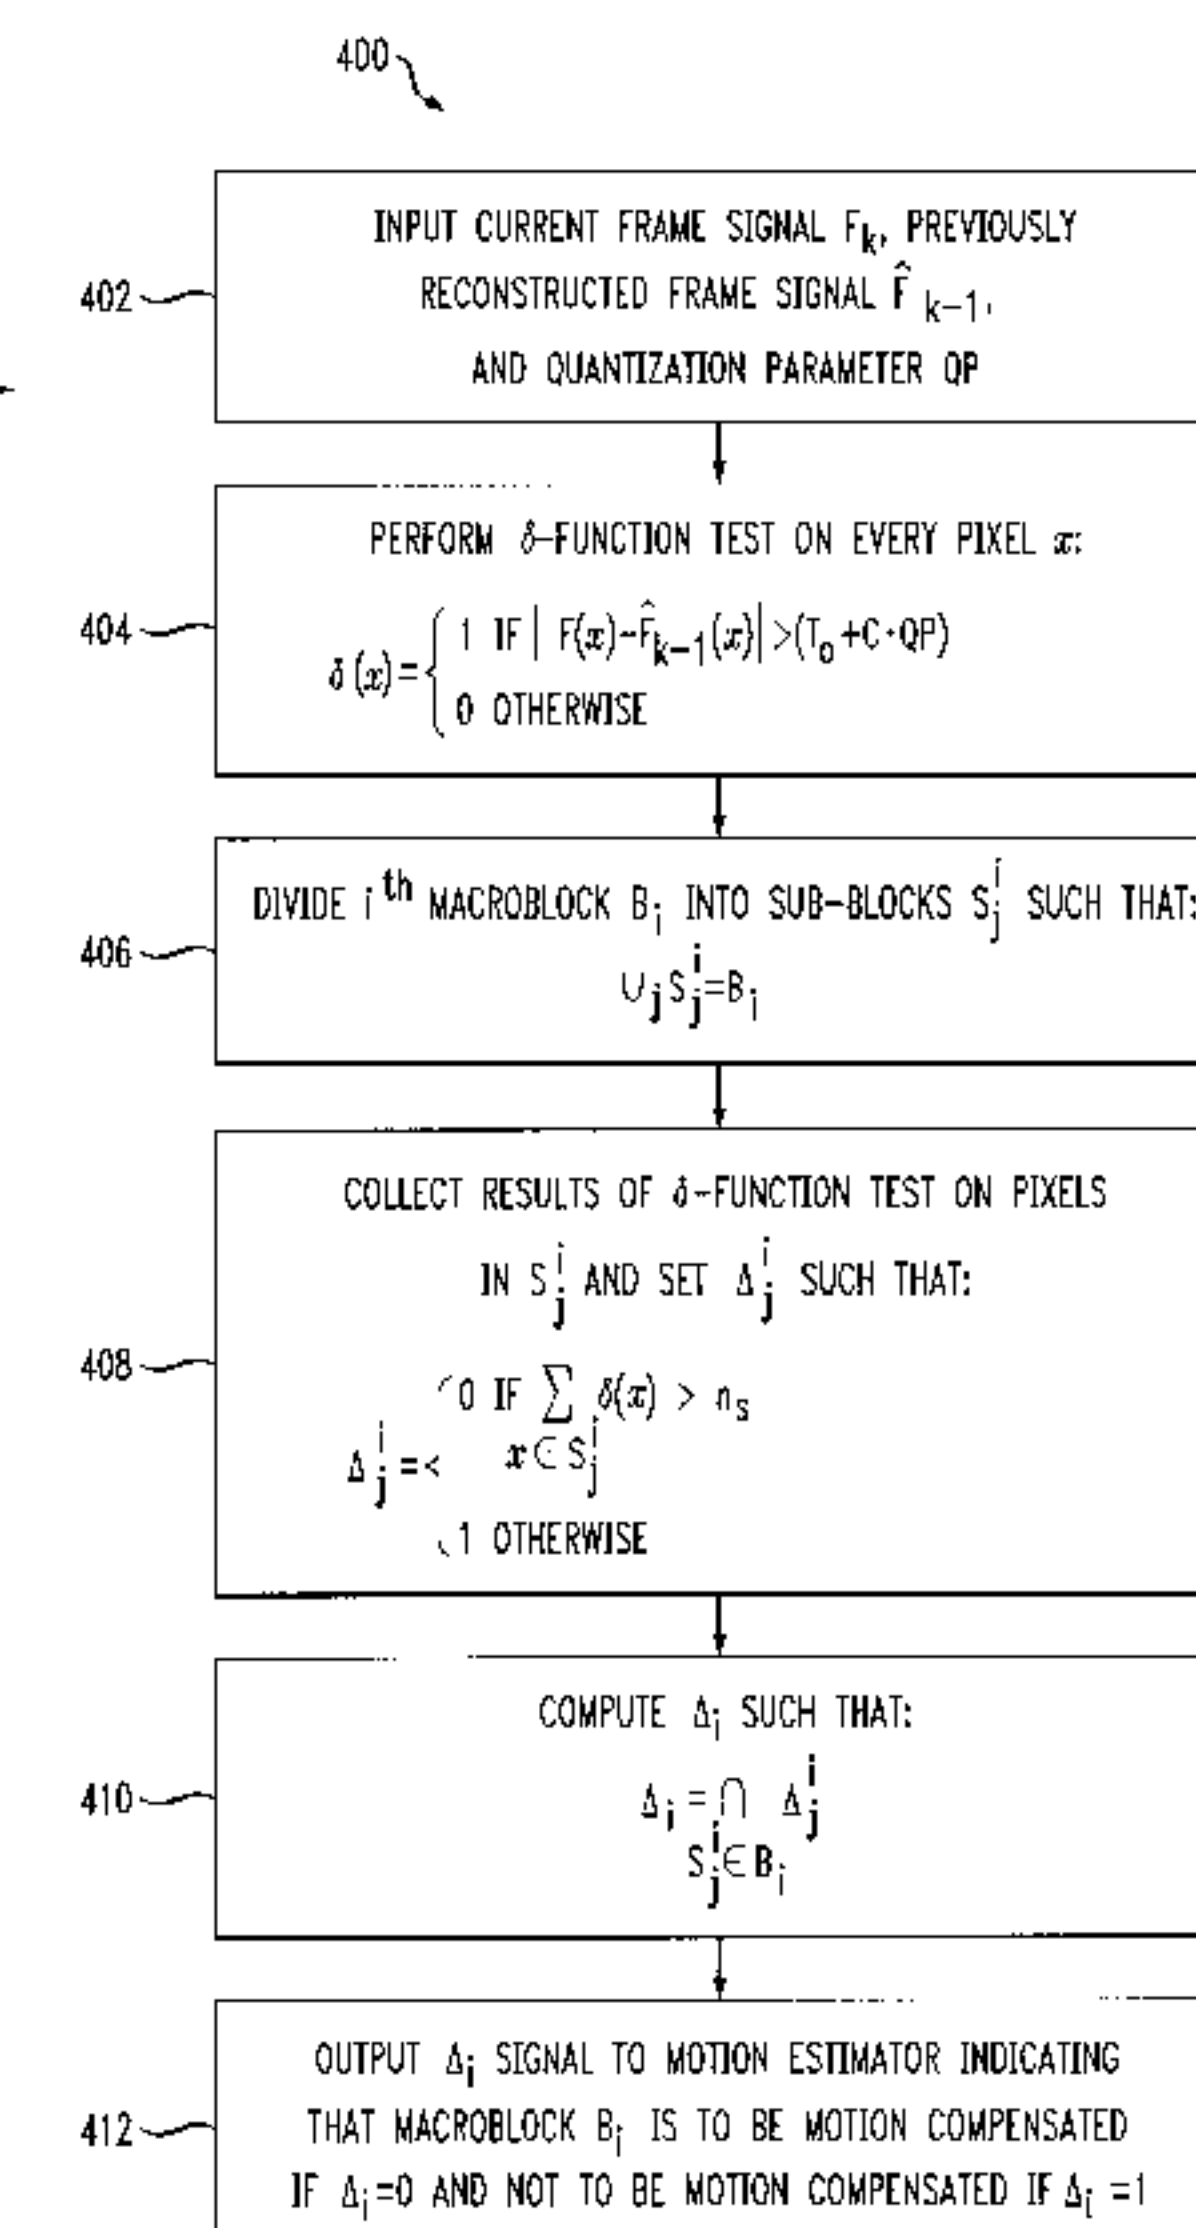 400
402
INPUT CURRENT FRAME SIGNAL Fₖ, PREVIOUSLY
RECONSTRUCTED FRAME SIGNAL F̂ ₖ₋₁,
AND QUANTIZATION PARAMETER QP
404
PERFORM δ-FUNCTION TEST ON EVERY PIXEL x:
δ(x)={ 1 IF | F(x)-F̂ₖ₋₁(x)|>(T₀+C·QP)
0 OTHERWISE
406
DIVIDE i^th MACROBLOCK B_i INTO SUB-BLOCKS S_j^i SUCH THAT:
∪_j S_j^i=B_i
408
COLLECT RESULTS OF δ-FUNCTION TEST ON PIXELS
IN S_j^i AND SET Δ_j^i SUCH THAT:
0 IF ∑ δ(x) > n_s
Δ_j^i={ x∈S_j^i
1 OTHERWISE
410
COMPUTE Δ_i SUCH THAT:
Δ_i = ∩ Δ_j^i
S_j^i∈B_i
412
OUTPUT Δ_i SIGNAL TO MOTION ESTIMATOR INDICATING
THAT MACROBLOCK B_i IS TO BE MOTION COMPENSATED
IF Δ_i=0 AND NOT TO BE MOTION COMPENSATED IF Δ_i =1